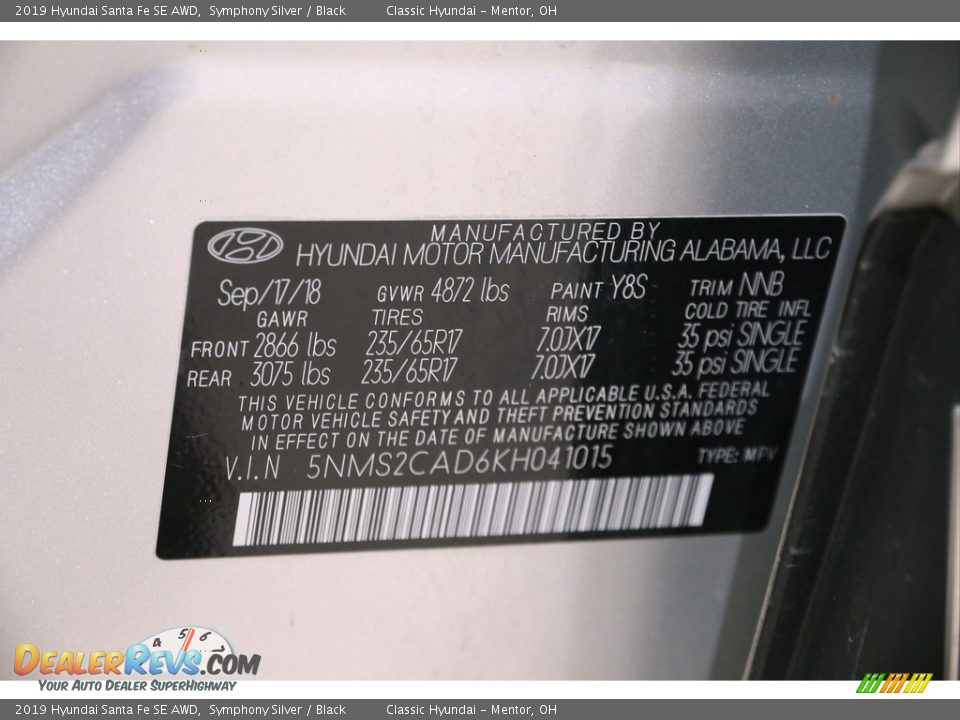 2019 Hyundai Santa Fe SE AWD, Symphony Silver / Black Classic Hyundai - Mentor, OH
MANUFACTURED BY
HYUNDAI MOTOR MANUFACTURING ALABAMA, LLC
Sep/17/18 GVWR 4872 lbs PAINT Y8S TRIM NNB
GAWR TIRES RIMS COLD TIRE INFL
FRONT 2866 lbs 235/65R17 7.0JX17 35 psi SINGLE
REAR 3075 lbs 235/65R17 7.0JX17 35 psi SINGLE
THIS VEHICLE CONFORMS TO ALL APPLICABLE U.S.A. FEDERAL
MOTOR VEHICLE SAFETY AND THEFT PREVENTION STANDARDS
IN EFFECT ON THE DATE OF MANUFACTURE SHOWN ABOVE
V.I.N 5NMS2CAD6KH041015 TYPE: MPV
4 5 6
DEALERREVS.COM
YOUR AUTO DEALER SUPERHIGHWAY
2019 Hyundai Santa Fe SE AWD, Symphony Silver / Black Classic Hyundai - Mentor, OH